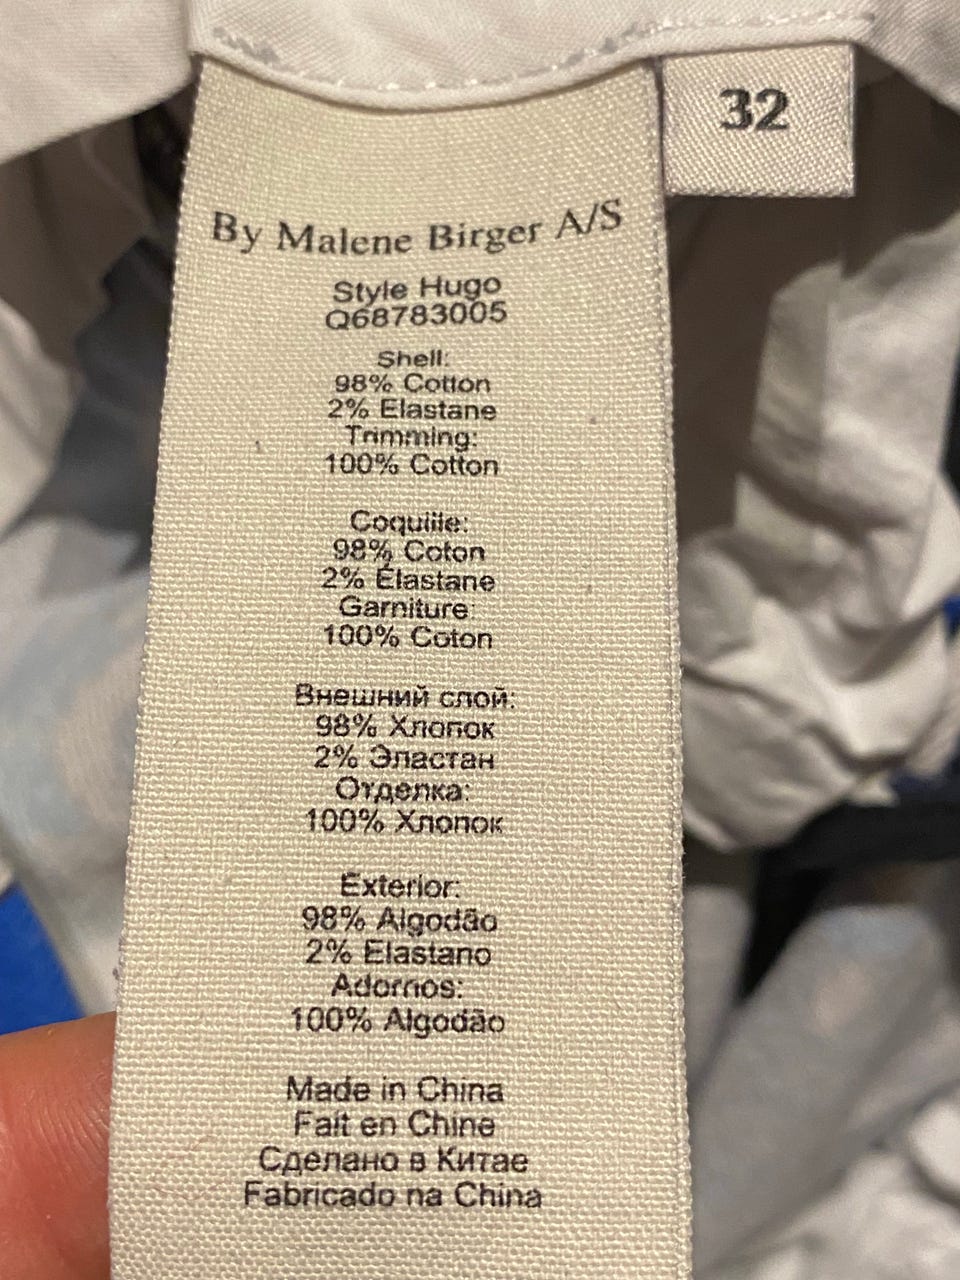 32
By Malene Birger A/S
Style Hugo
Q68783005
Shell:
98% Cotton
2% Elastane
Trimming:
100% Cotton
Coquille:
98% Coton
2% Élastane
Garniture:
100% Coton
Внешний слой:
98% Хлопок
2% Эластан
Отделка:
100% Хлопок
Exterior:
98% Algodão
2% Elastano
Adornos:
100% Algodão
Made in China
Fait en Chine
Сделано в Китае
Fabricado na China